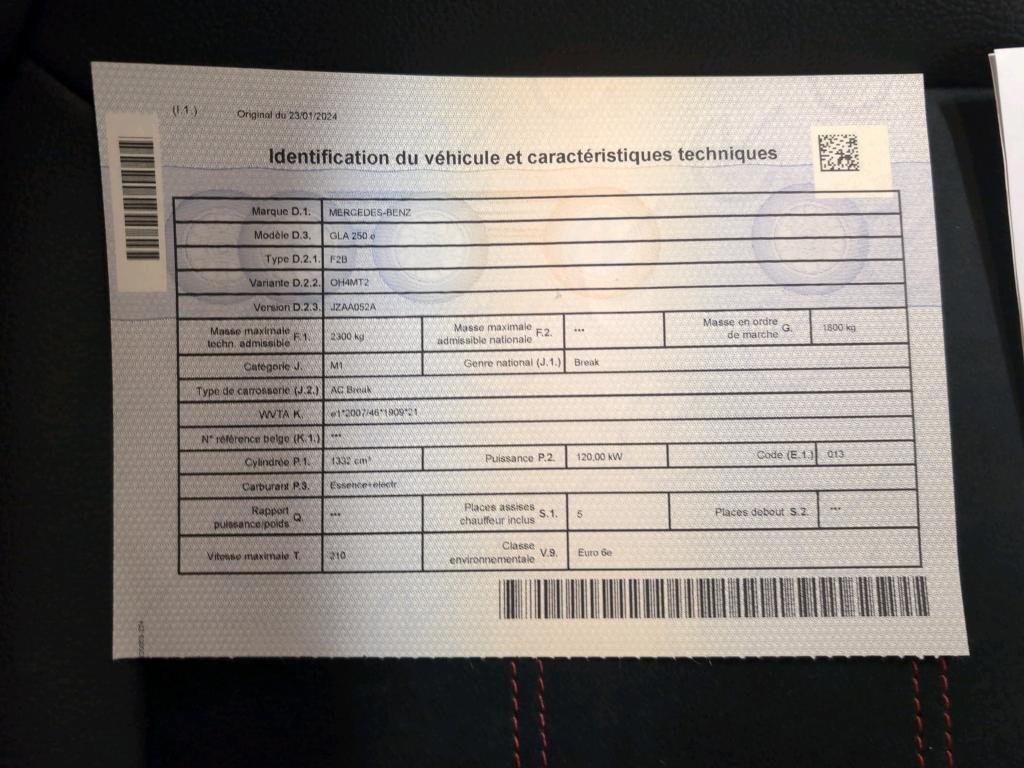 (I.1.) Original du 23/01/2024
Identification du véhicule et caractéristiques techniques
Marque D.1. MERCEDES-BENZ
Modèle D.3. GLA 250 e
Type D.2.1. F2B
Variante D.2.2. OH4MT2
Version D.2.3. JZAA052A
Masse maximale techn. admissible F.1. 2300 kg Masse maximale admissible nationale F.2. *** Masse en ordre de marche G. 1800 kg
Catégorie J. M1 Genre national (J.1.) Break
Type de carrosserie (J.2.) AC Break
WVTA K. e1*2007/46*1909*21
N° référence belge (K.1.) ***
Cylindrée P.1. 1332 cm³ Puissance P.2. 120,00 kW Code (E.1.) 013
Carburant P.3. Essence+electr
Rapport puissance/poids Q. *** Places assises chauffeur inclus S.1. 5 Places debout S.2. ***
Vitesse maximale T. 210 Classe environnementale V.9. Euro 6e